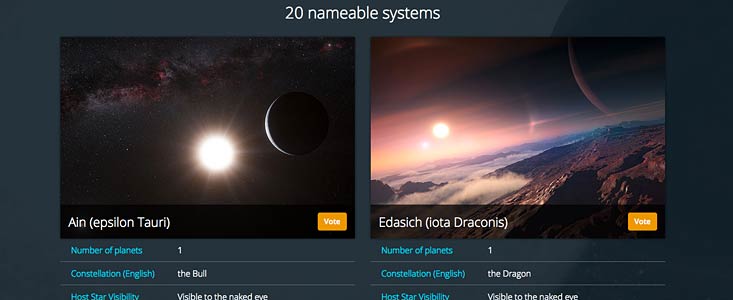 20 nameable systems
Ain (epsilon Tauri) Vote
Edasich (iota Draconis) Vote
Number of planets 1
Number of planets 1
Constellation (English) the Bull
Constellation (English) the Dragon
Host Star Visibility Visible to the naked eye
Host Star Visibility Visible to the naked eye